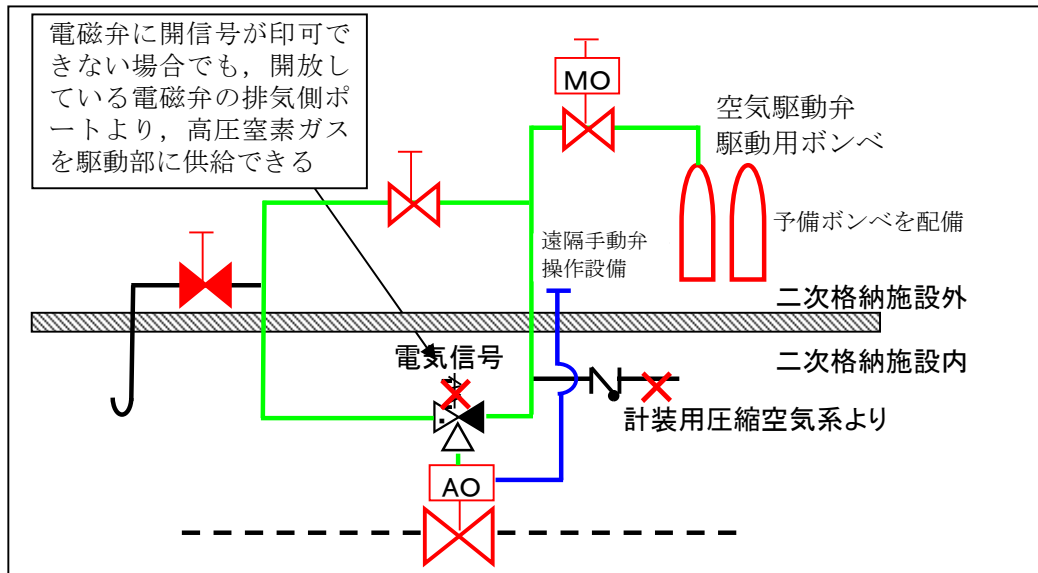 電磁弁に開信号が印可で
きない場合でも，開放し
ている電磁弁の排気側ポ
ートより，高圧窒素ガス
を駆動部に供給できる
MO
空気駆動弁
駆動用ボンベ
予備ボンベを配備
遠隔手動弁
操作設備
二次格納施設外
電気信号
二次格納施設内
計装用圧縮空気系より
AO